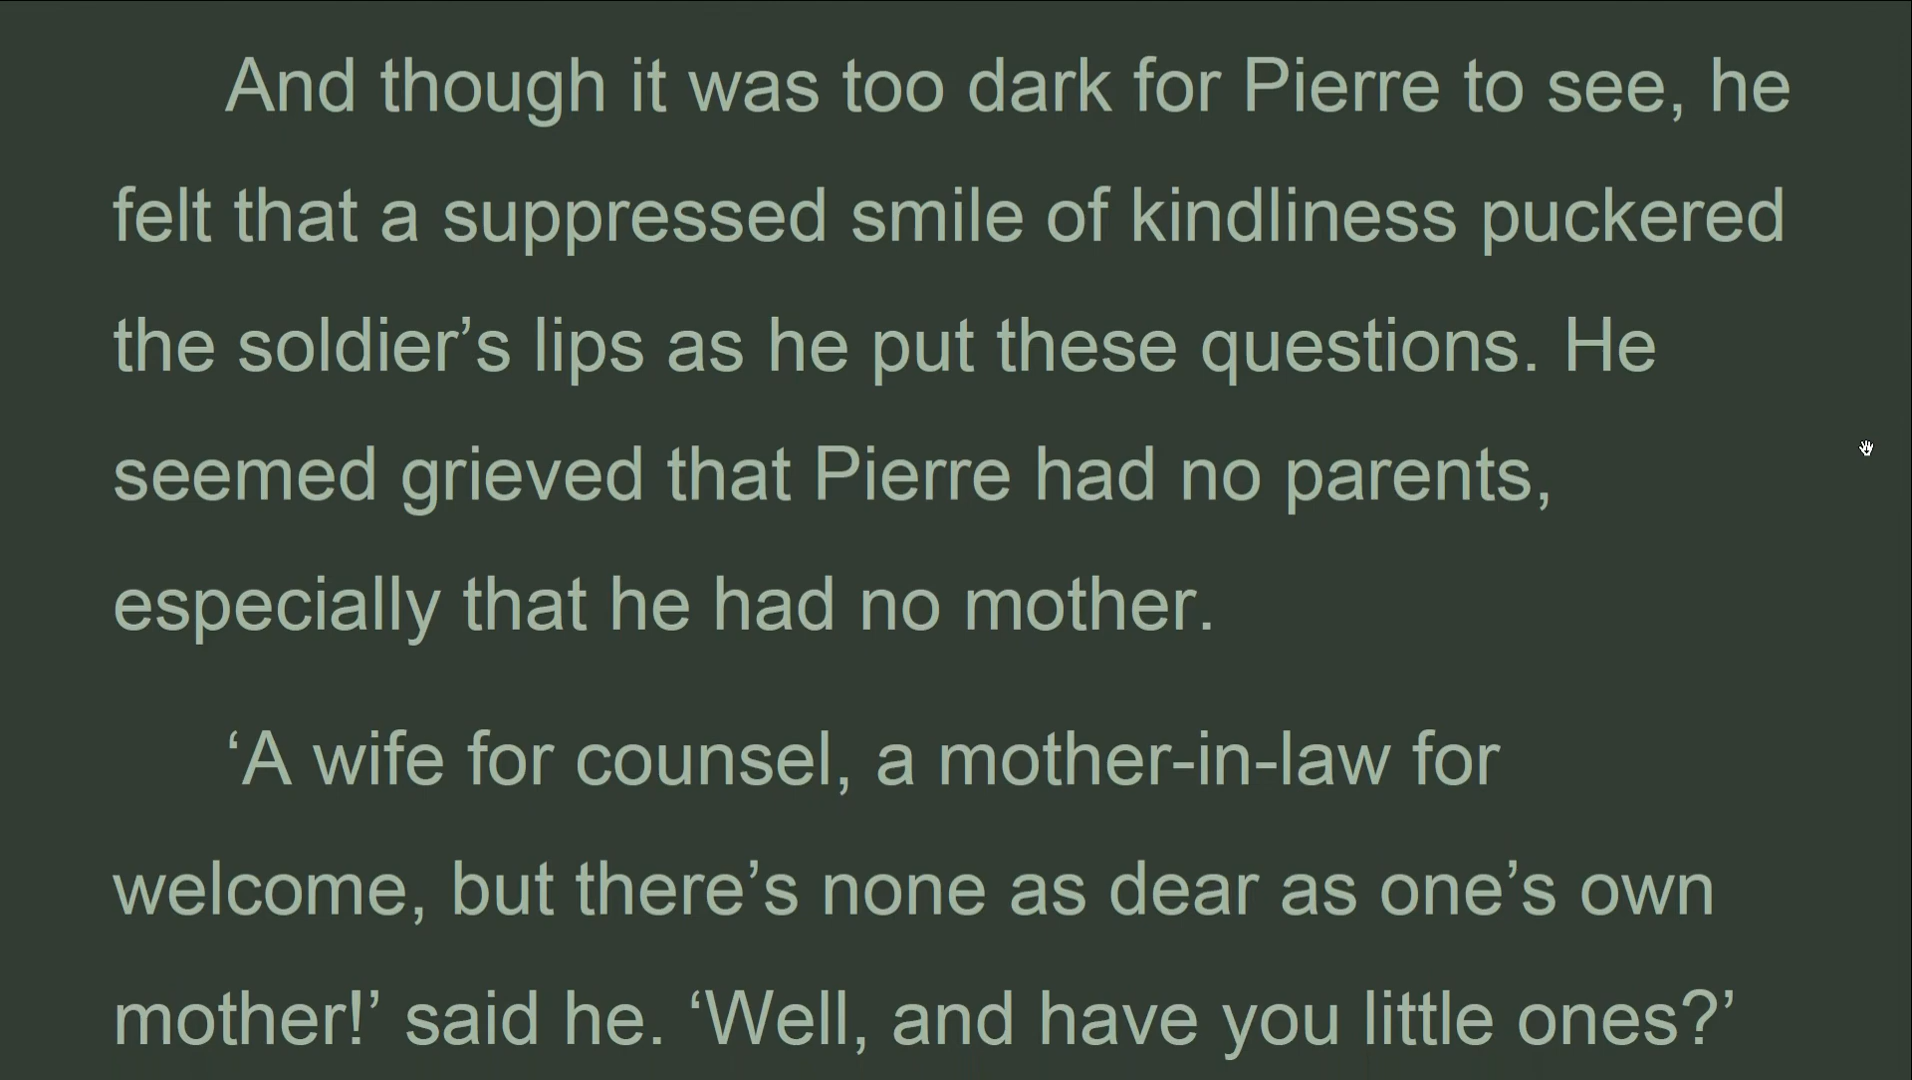 And though it was too dark for Pierre to see, he
felt that a suppressed smile of kindliness puckered
the soldier’s lips as he put these questions. He
seemed grieved that Pierre had no parents,
especially that he had no mother.
‘A wife for counsel, a mother-in-law for
welcome, but there’s none as dear as one’s own
mother!’ said he. ‘Well, and have you little ones?’